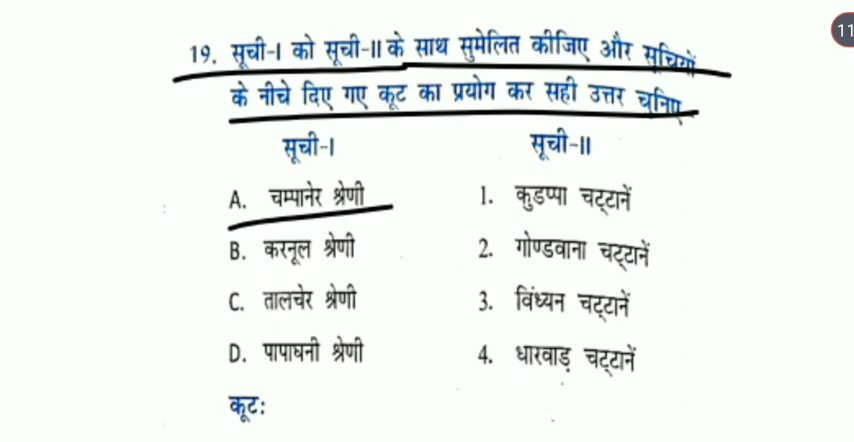 11
19. सूची-I को सूची-II के साथ सुमेलित कीजिए और सूचियों
के नीचे दिए गए कूट का प्रयोग कर सही उत्तर चुनिए
सूची-I सूची-II
A. चम्पानेर श्रेणी 1. कुडप्पा चट्टानें
B. करनूल श्रेणी 2. गोण्डवाना चट्टानें
C. तालचेर श्रेणी 3. विंध्यन चट्टानें
D. पापाघनी श्रेणी 4. धारवाड़ चट्टानें
कूट: